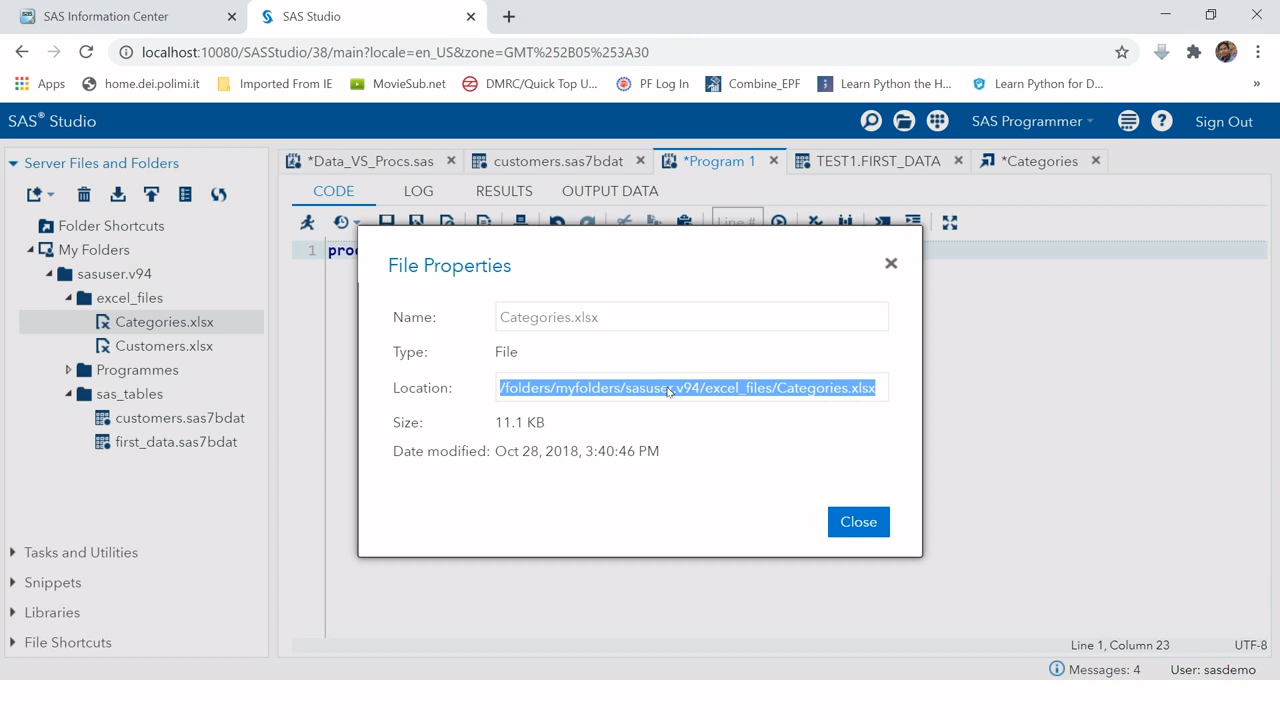 SAS Information Center
SAS Studio
localhost:10080/SASStudio/38/main?locale=en_US&zone=GMT%252B05%253A30
Apps
home.dei.polimi.it
Imported From IE
MovieSub.net
DMRC/Quick Top U...
PF Log In
Combine_EPF
Learn Python the H...
Learn Python for D...
»
SAS® Studio
SAS Programmer
Sign Out
Server Files and Folders
*Data_VS_Procs.sas
customers.sas7bdat
*Program 1
TEST1.FIRST_DATA
*Categories
CODE
LOG
RESULTS
OUTPUT DATA
Line #
Folder Shortcuts
My Folders
sasuser.v94
excel_files
Categories.xlsx
Customers.xlsx
Programmes
sas_tables
customers.sas7bdat
first_data.sas7bdat
Tasks and Utilities
Snippets
Libraries
File Shortcuts
1
File Properties
Name: Categories.xlsx
Type: File
Location: /folders/myfolders/sasuser.v94/excel_files/Categories.xlsx
Size: 11.1 KB
Date modified: Oct 28, 2018, 3:40:46 PM
Close
Line 1, Column 23
UTF-8
Messages: 4
User: sasdemo